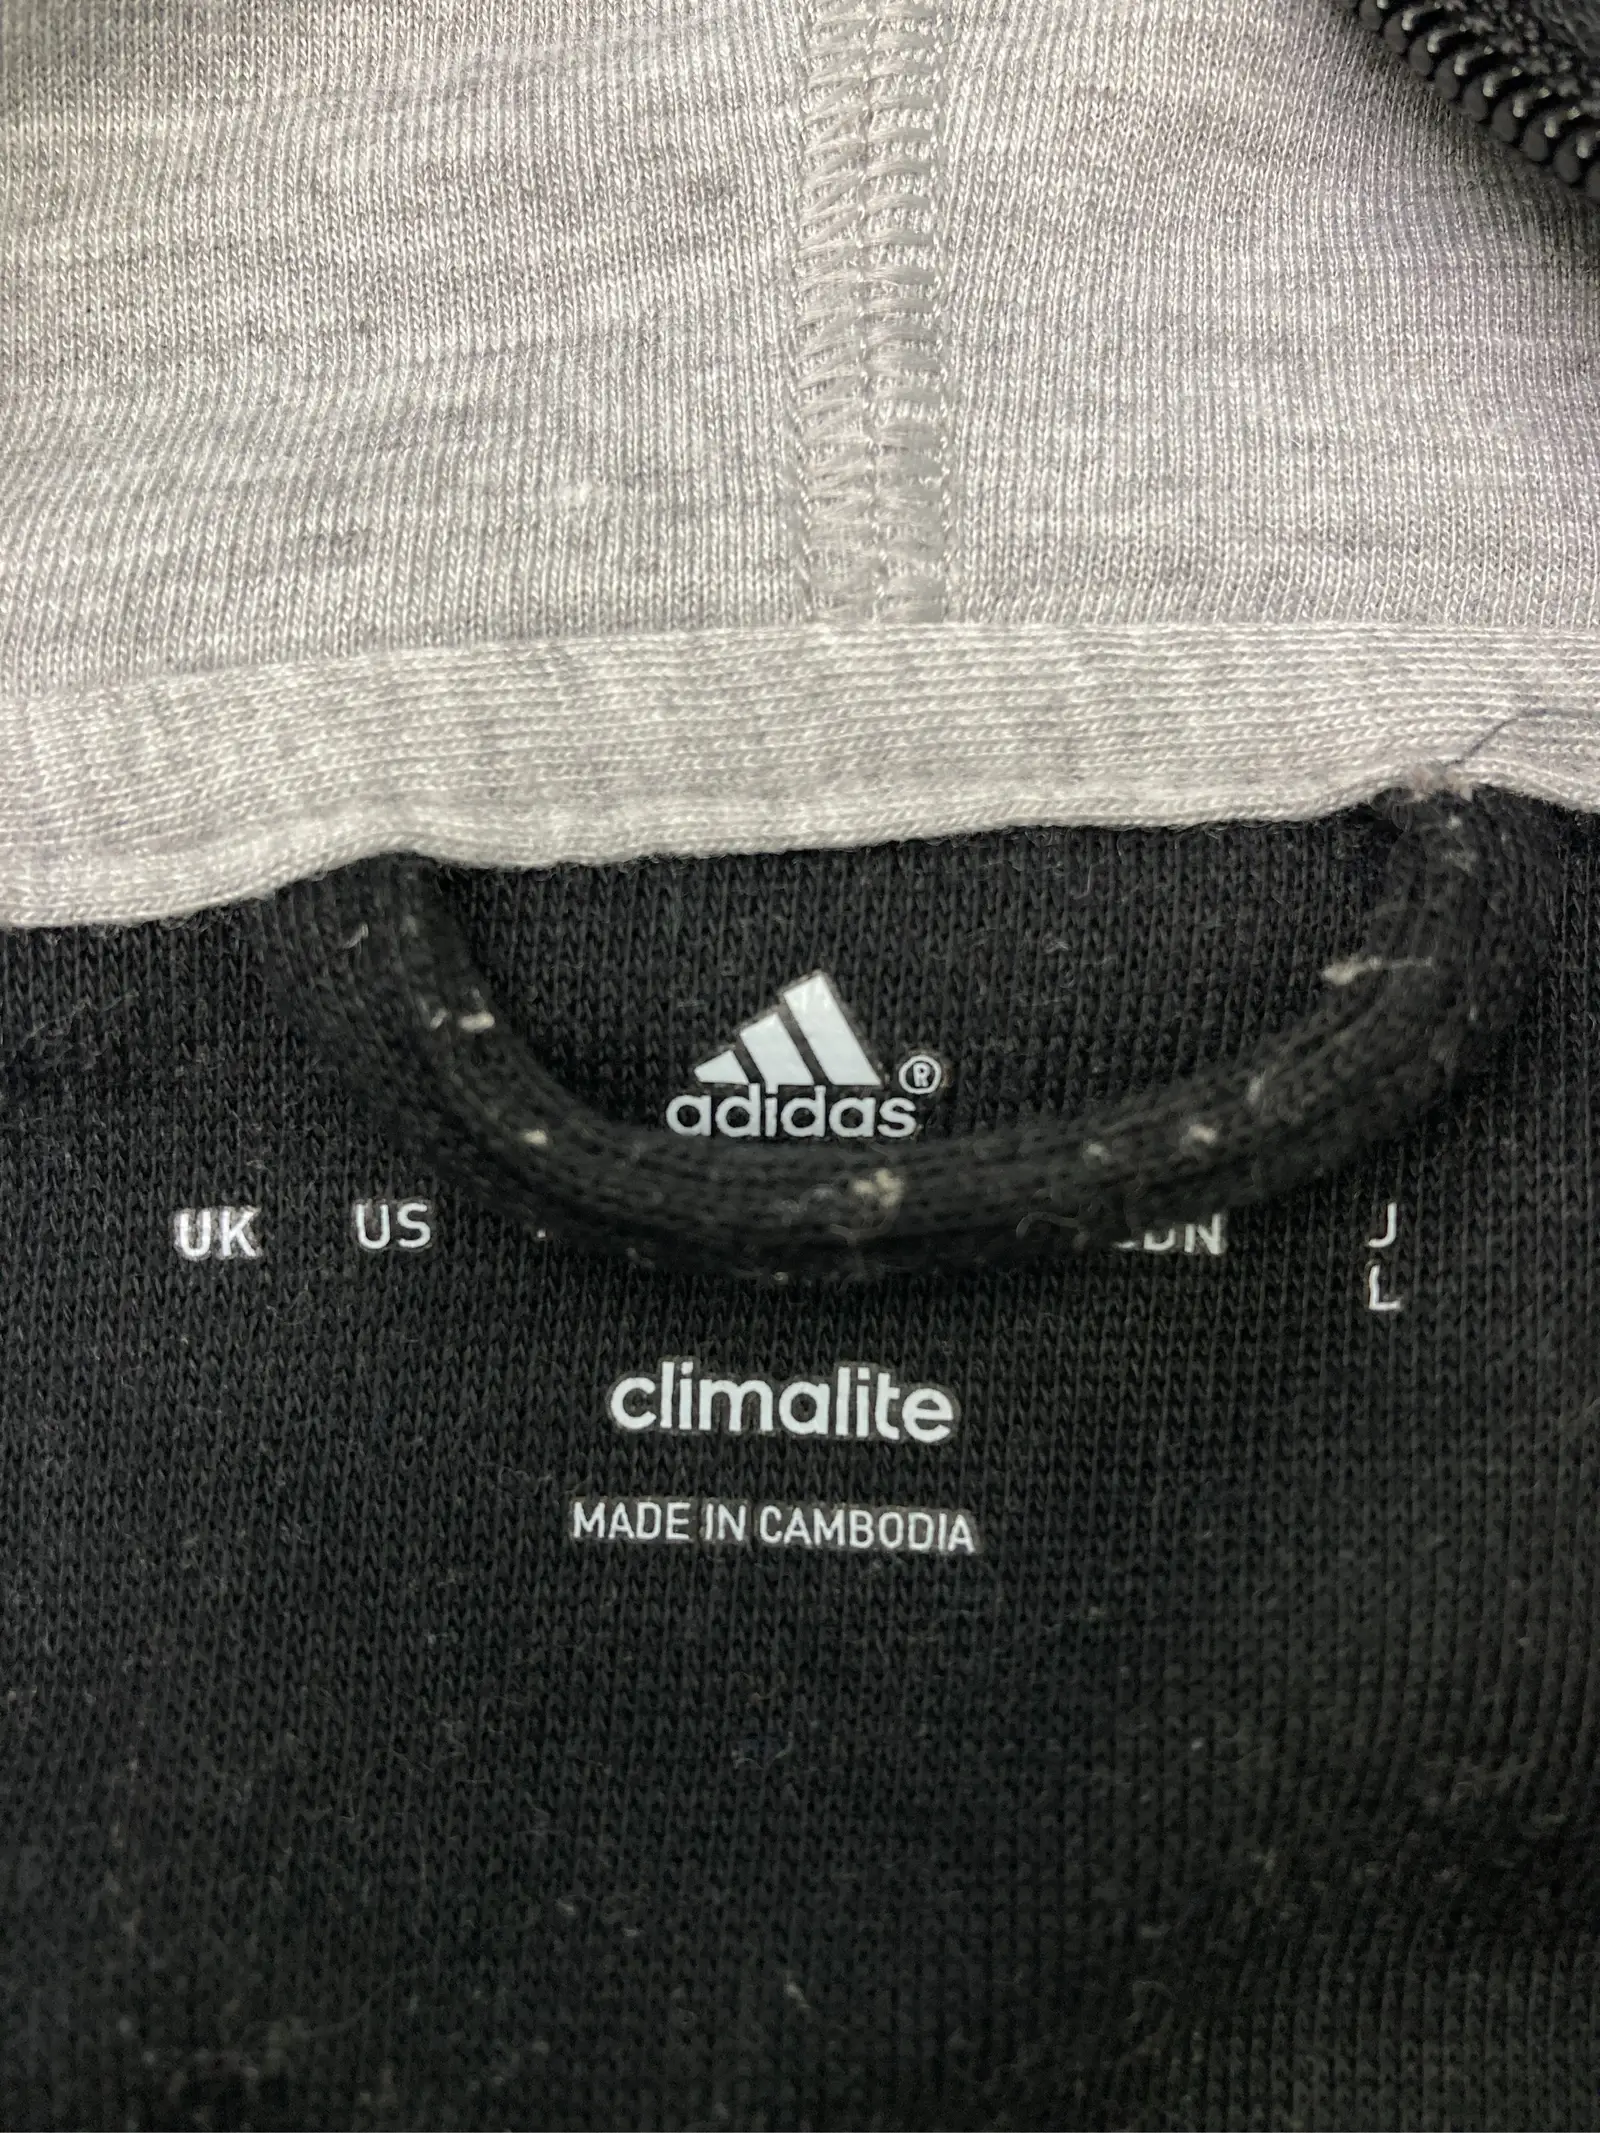 adidas®
UK US J
L
climalite
MADE IN CAMBODIA